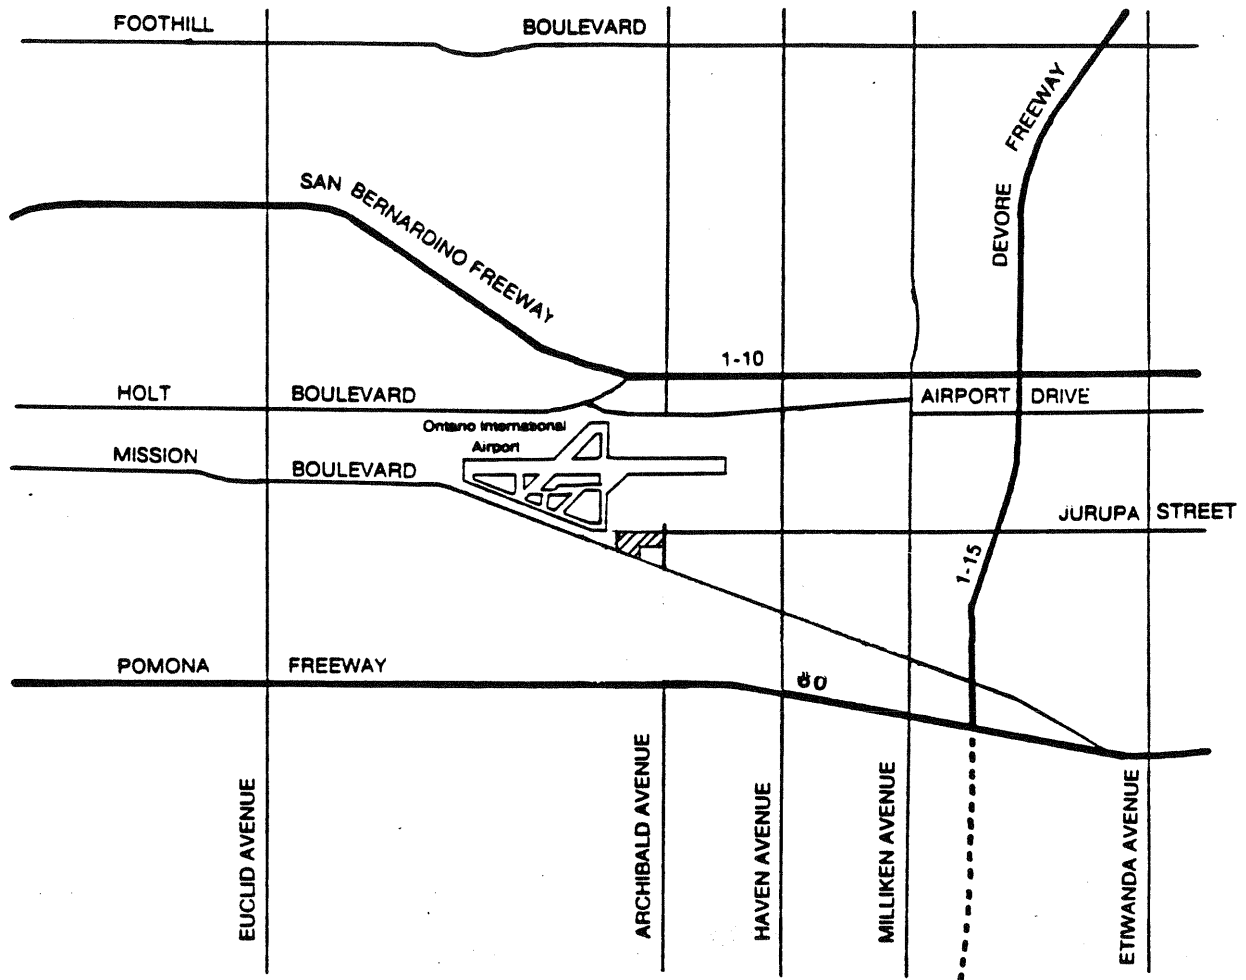 FOOTHILL BOULEVARD
FREEWAY
SAN BERNARDINO FREEWAY
DEVORE
1-10
HOLT BOULEVARD
AIRPORT DRIVE
Ontario International
Airport
MISSION BOULEVARD
JURUPA STREET
1-15
POMONA FREEWAY
60
EUCLID AVENUE
ARCHIBALD AVENUE
HAVEN AVENUE
MILLIKEN AVENUE
ETIWANDA AVENUE